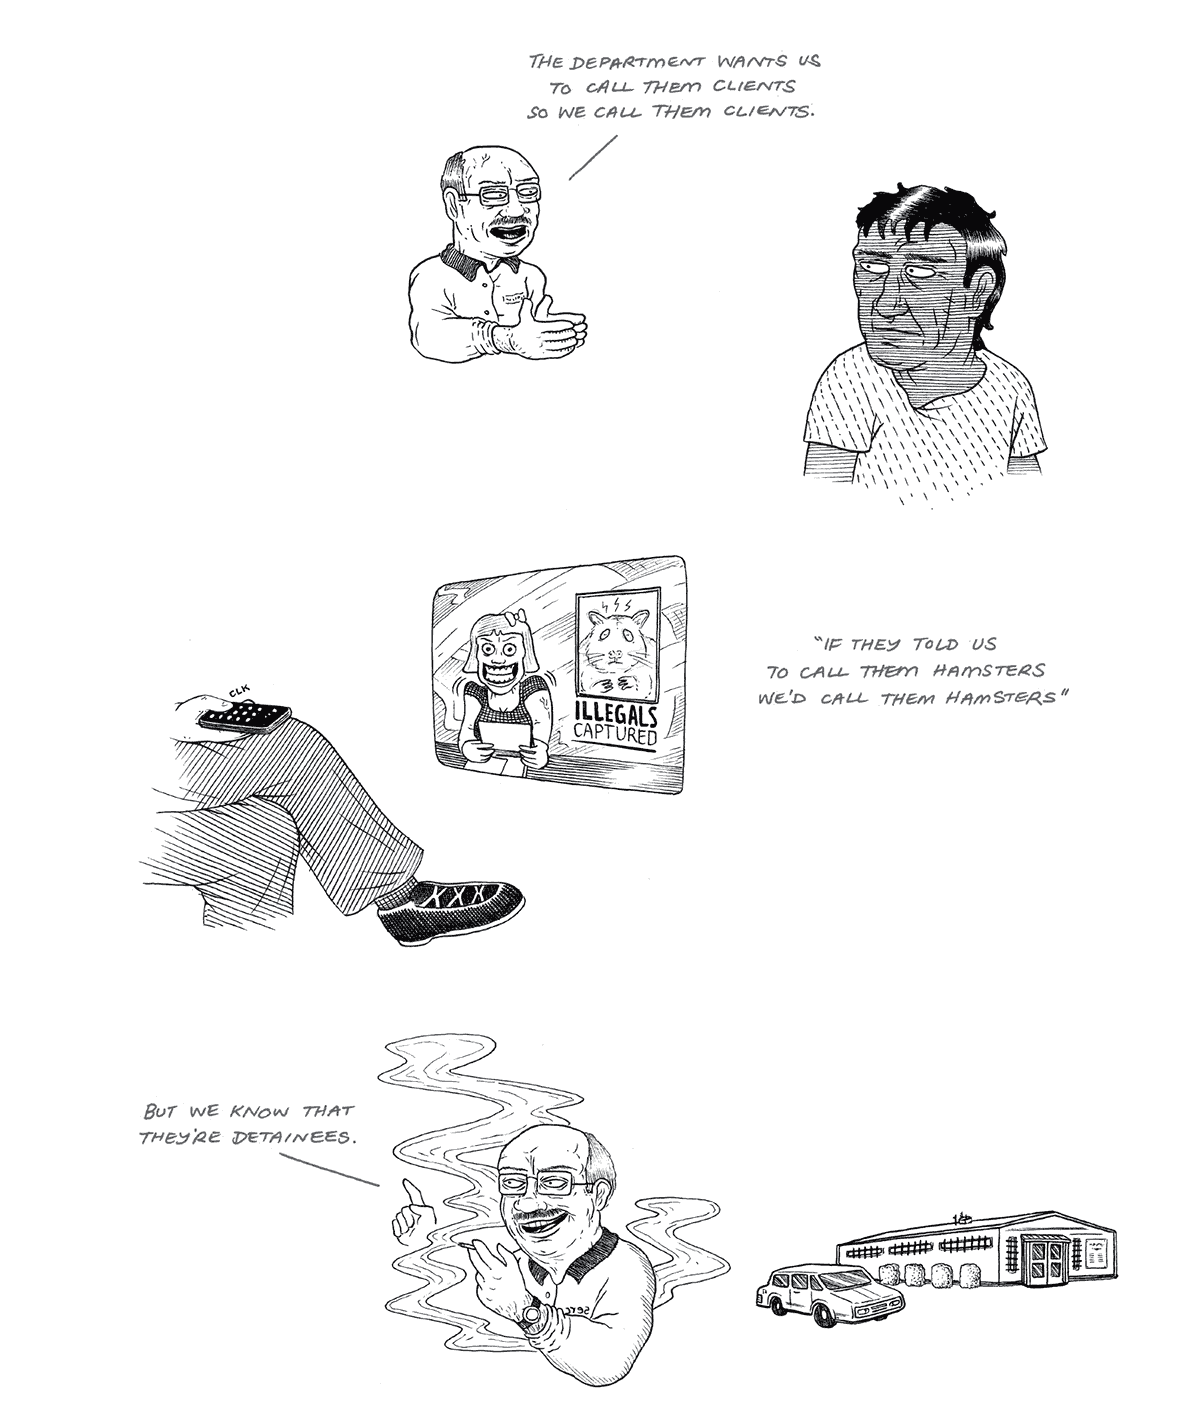 THE DEPARTMENT WANTS US
TO CALL THEM CLIENTS
SO WE CALL THEM CLIENTS.
"IF THEY TOLD US
TO CALL THEM HAMSTERS
WE'D CALL THEM HAMSTERS"
CLK
ILLEGALS
CAPTURED
BUT WE KNOW THAT
THEY'RE DETAINEES.